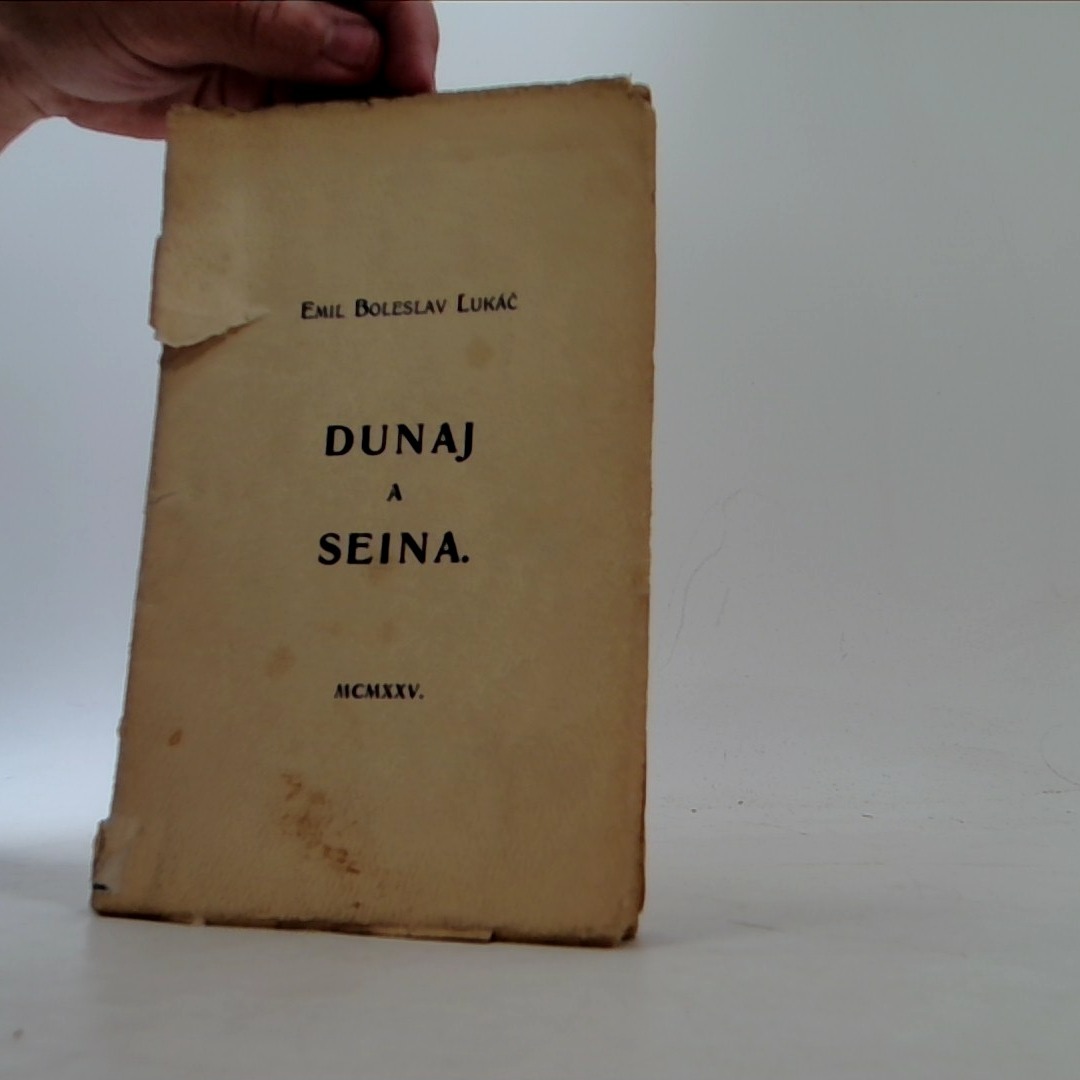 Emil Boleslav Lukáč
DUNAJ
A
SEINA.
MCMXXV.